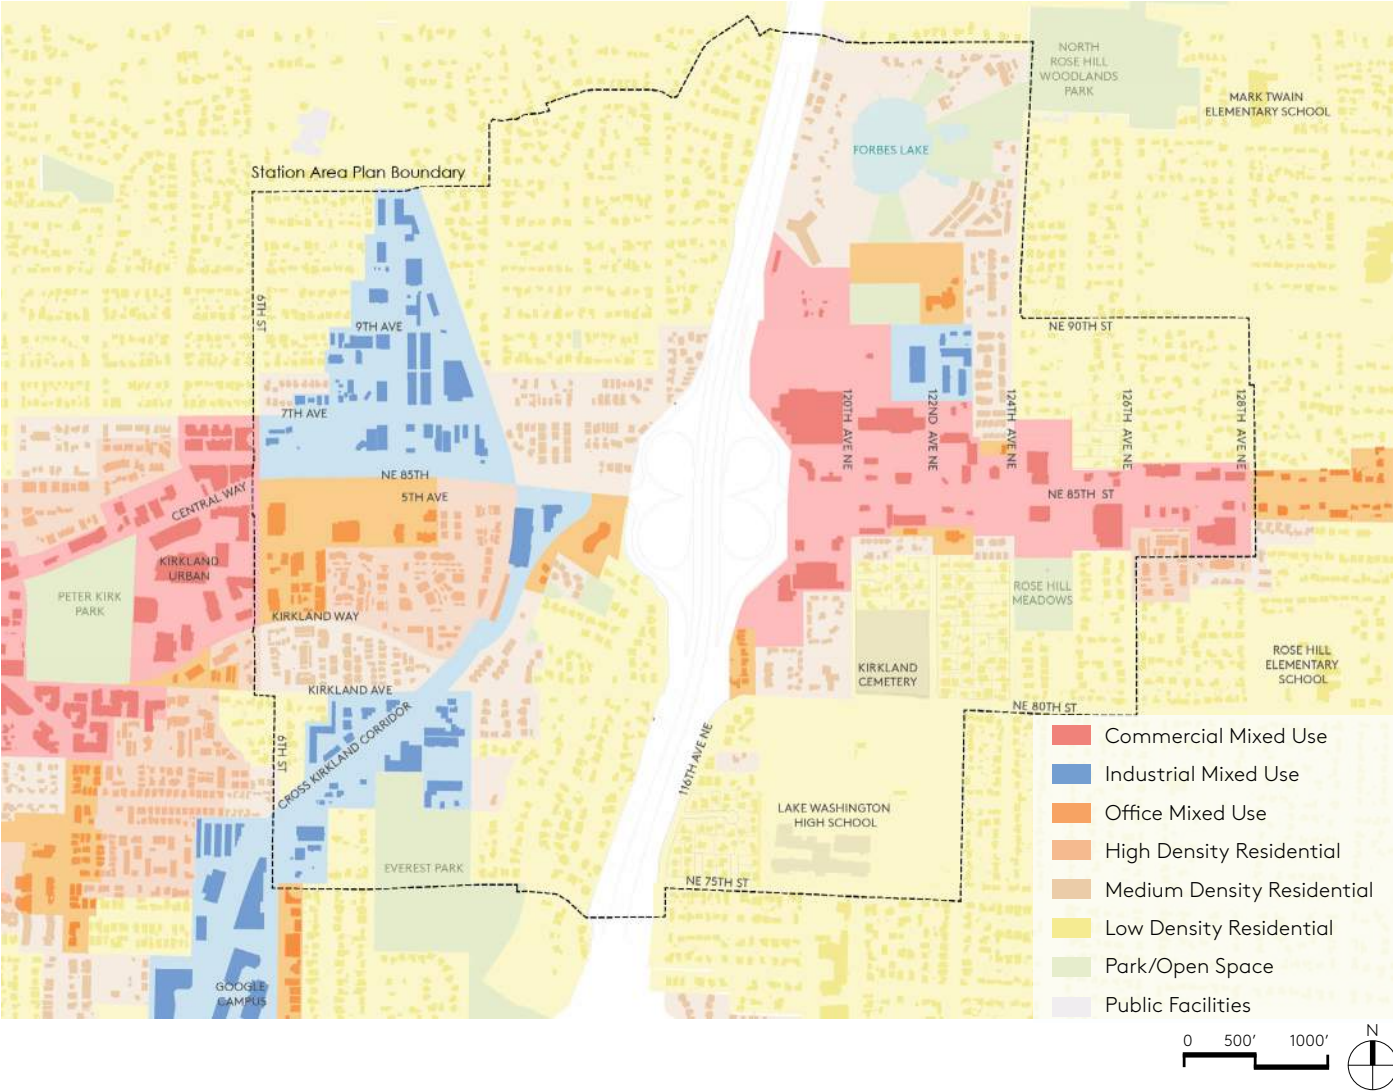 NORTH
ROSE HILL
WOODLANDS
PARK
MARK TWAIN
ELEMENTARY SCHOOL
FORBES LAKE
Station Area Plan Boundary
6TH ST
9TH AVE
NE 90TH ST
7TH AVE
120TH AVE NE
122ND AVE NE
124TH AVE NE
126TH AVE NE
128TH AVE NE
NE 85TH
5TH AVE
CENTRAL WAY
NE 85TH ST
KIRKLAND
URBAN
PETER KIRK
PARK
KIRKLAND WAY
ROSE HILL
MEADOWS
KIRKLAND
CEMETERY
ROSE HILL
ELEMENTARY
SCHOOL
KIRKLAND AVE
NE 80TH ST
6TH ST
CROSS KIRKLAND CORRIDOR
116TH AVE NE
LAKE WASHINGTON
HIGH SCHOOL
EVEREST PARK
NE 75TH ST
GOOGLE
CAMPUS
Commercial Mixed Use
Industrial Mixed Use
Office Mixed Use
High Density Residential
Medium Density Residential
Low Density Residential
Park/Open Space
Public Facilities
0 500' 1000'
N